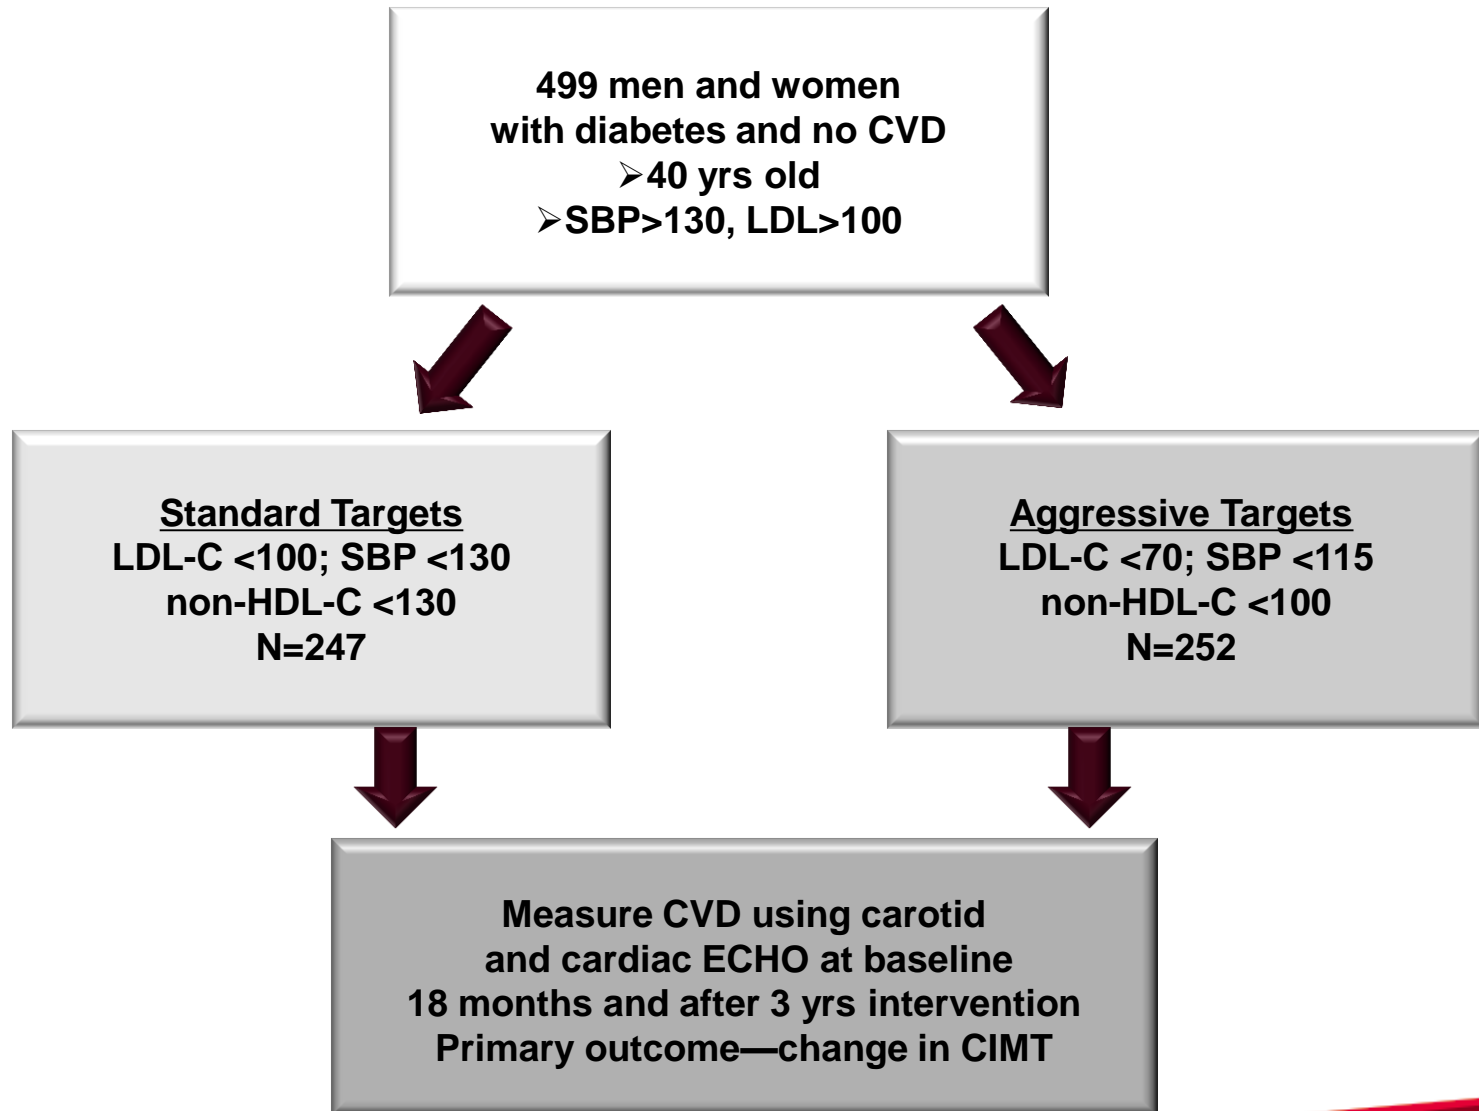 499 men and women
with diabetes and no CVD
➢40 yrs old
➢SBP>130, LDL>100
Standard Targets
LDL-C <100; SBP <130
non-HDL-C <130
N=247
Aggressive Targets
LDL-C <70; SBP <115
non-HDL-C <100
N=252
Measure CVD using carotid
and cardiac ECHO at baseline
18 months and after 3 yrs intervention
Primary outcome—change in CIMT